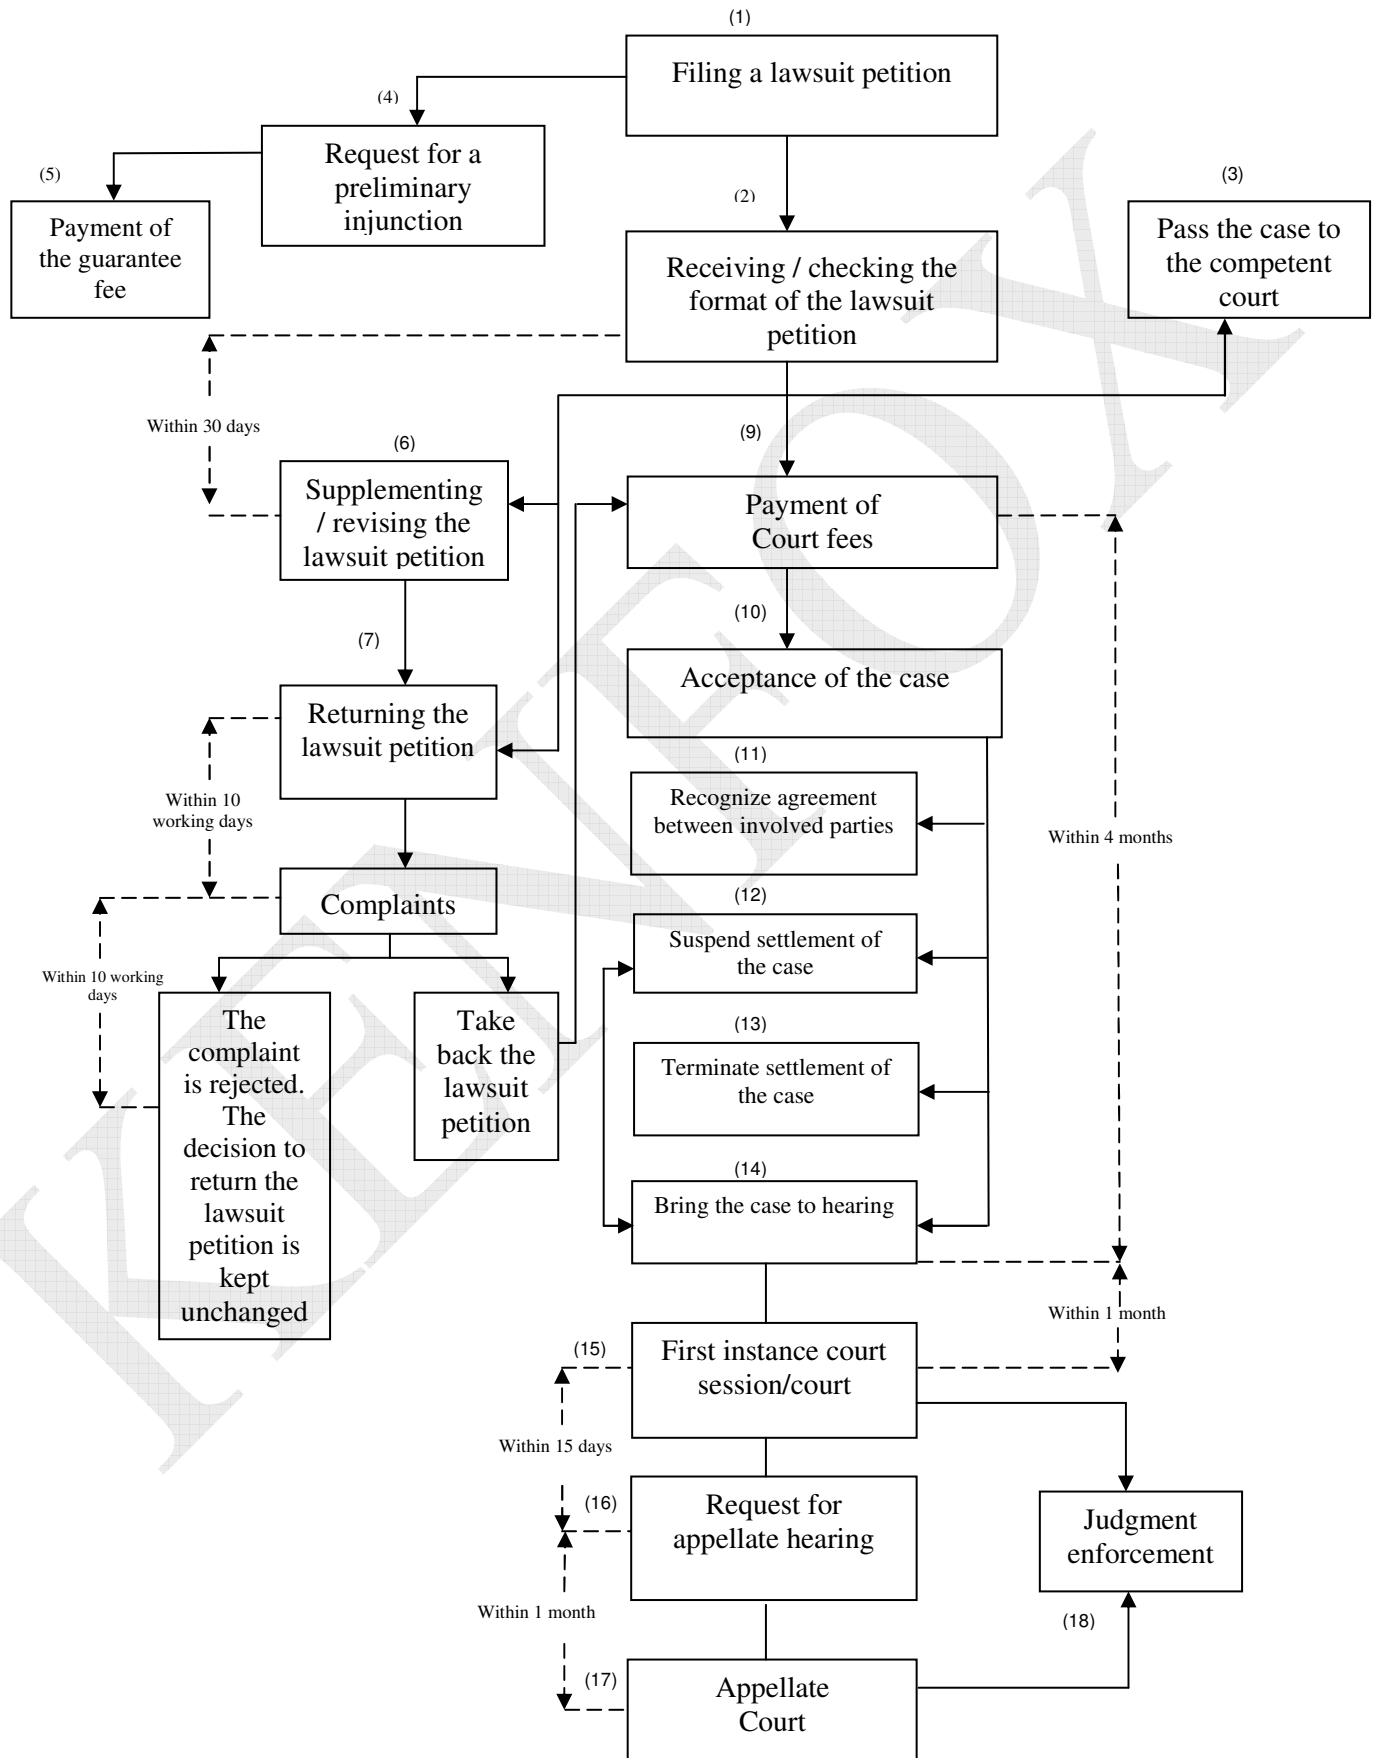 (1)
Filing a lawsuit petition
(4)
Request for a
preliminary
injunction
(5)
Payment of
the guarantee
fee
(2)
Receiving / checking the
format of the lawsuit
petition
(3)
Pass the case to
the competent
court
Within 30 days
(6)
Supplementing
/ revising the
lawsuit petition
(9)
Payment of
Court fees
(7)
Returning the
lawsuit petition
(10)
Acceptance of the case
(11)
Recognize agreement
between involved parties
Within 10
working days
Within 4 months
Complaints
(12)
Suspend settlement of
the case
Within 10 working
days
The
complaint
is rejected.
The
decision to
return the
lawsuit
petition is
kept
unchanged
Take
back the
lawsuit
petition
(13)
Terminate settlement of
the case
(14)
Bring the case to hearing
Within 1 month
(15)
First instance court
session/court
Within 15 days
(16)
Request for
appellate hearing
Judgment
enforcement
Within 1 month
(18)
(17)
Appellate
Court
KENFOX